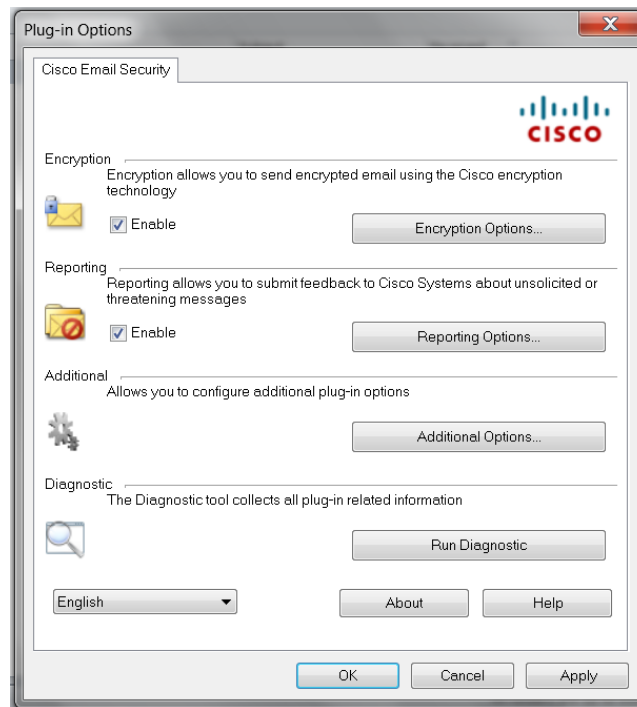 Plug-in Options
Cisco Email Security
CISCO
Encryption
Encryption allows you to send encrypted email using the Cisco encryption
technology
Enable
Encryption Options...
Reporting
Reporting allows you to submit feedback to Cisco Systems about unsolicited or
threatening messages
Enable
Reporting Options...
Additional
Allows you to configure additional plug-in options
Additional Options...
Diagnostic
The Diagnostic tool collects all plug-in related information
Run Diagnostic
English
About
Help
OK
Cancel
Apply